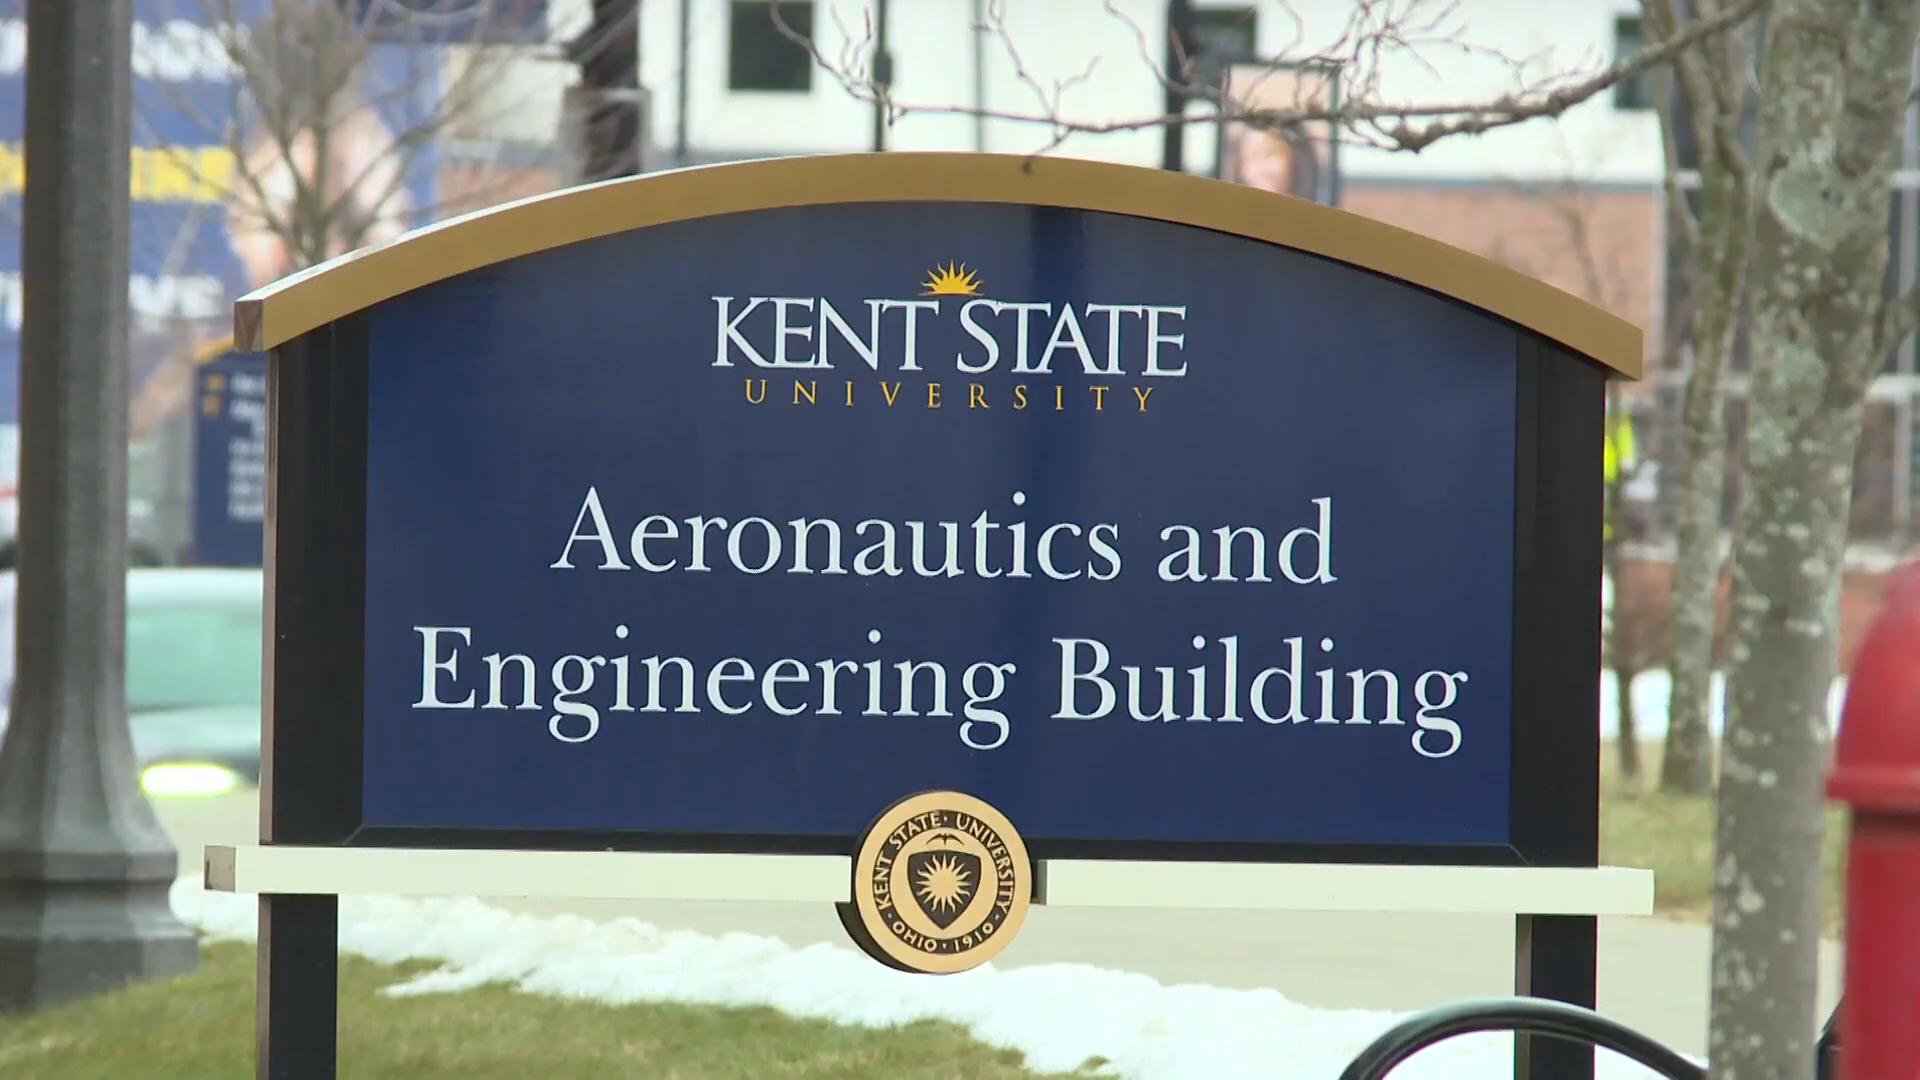 KENT STATE
UNIVERSITY
Aeronautics and
Engineering Building
KENT STATE · UNIVERSITY · OHIO · 1910 ·